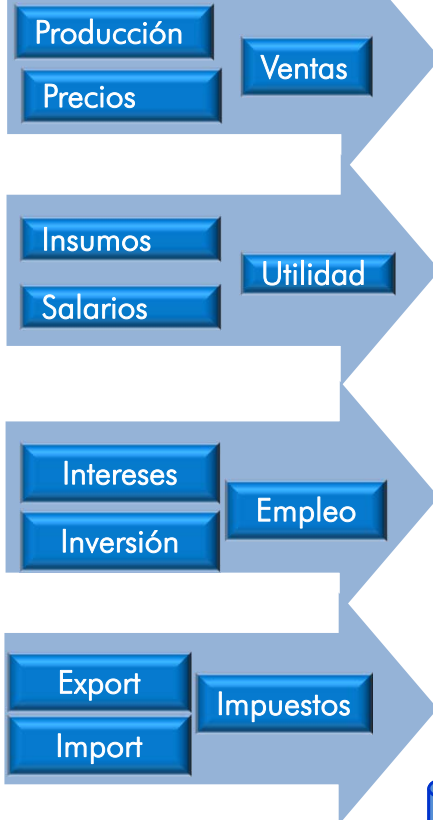 Producción
Precios
Ventas
Insumos
Salarios
Utilidad
Intereses
Inversión
Empleo
Export
Import
Impuestos